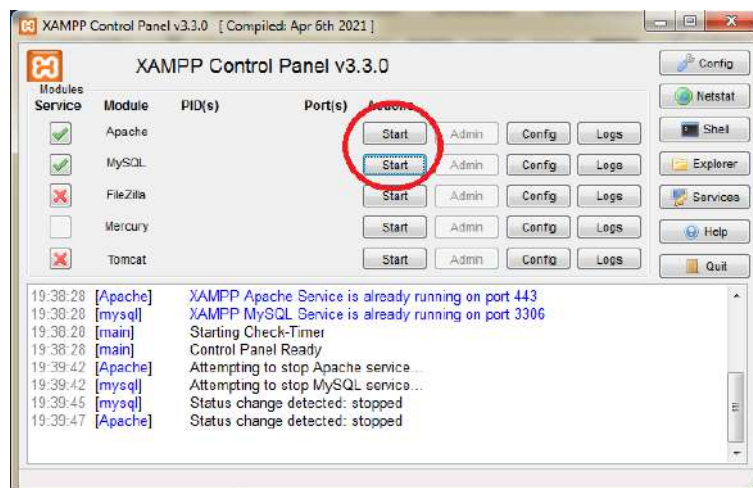 XAMPP Control Panel v3.3.0 [ Compiled: Apr 6th 2021 ]
XAMPP Control Panel v3.3.0
Config
Modules
Service Module PID(s) Port(s) Actions
Netstat
Apache Start Admin Config Logs
Shell
MySQL Start Admin Config Logs
Explorer
FileZilla Start Admin Config Logs
Services
Mercury Start Admin Config Logs
Help
Tomcat Start Admin Config Logs
Quit
19:38:28 [Apache] XAMPP Apache Service is already running on port 443
19:38:28 [mysql] XAMPP MySQL Service is already running on port 3306
19:38:28 [main] Starting Check-Timer
19:38:28 [main] Control Panel Ready
19:39:42 [Apache] Attempting to stop Apache service...
19:39:42 [mysql] Attempting to stop MySQL service...
19:39:45 [mysql] Status change detected: stopped
19:39:47 [Apache] Status change detected: stopped